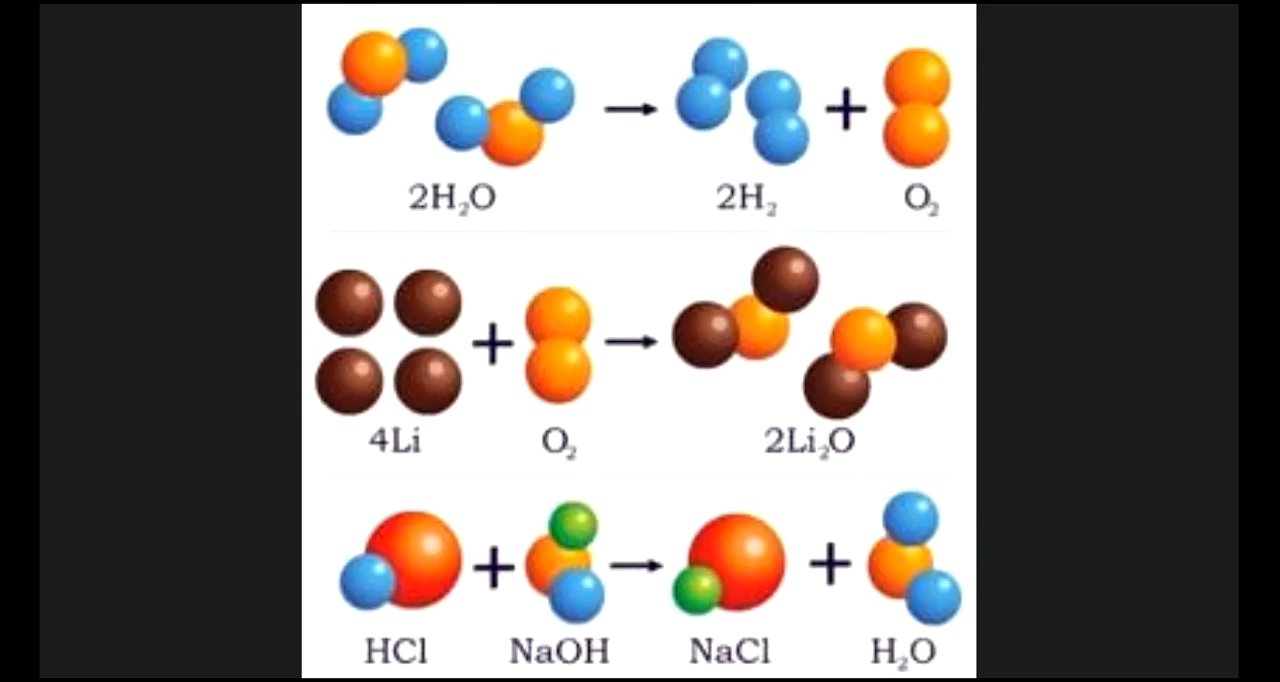 → +
2H₂O 2H₂ O₂
+ →
4Li O₂ 2Li₂O
+ → +
HCl NaOH NaCl H₂O